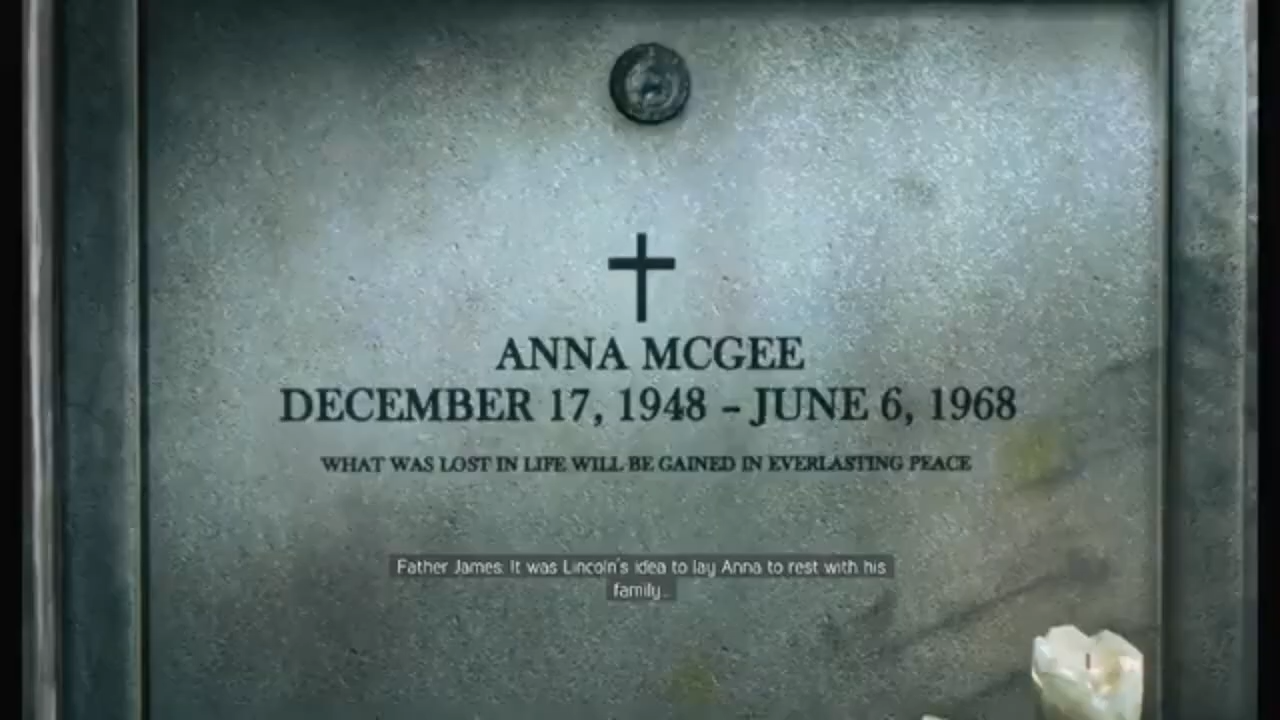 ANNA MCGEE
DECEMBER 17, 1948 – JUNE 6, 1968
WHAT WAS LOST IN LIFE WILL BE GAINED IN EVERLASTING PEACE
Father James: It was Lincoln's idea to lay Anna to rest with his
family...